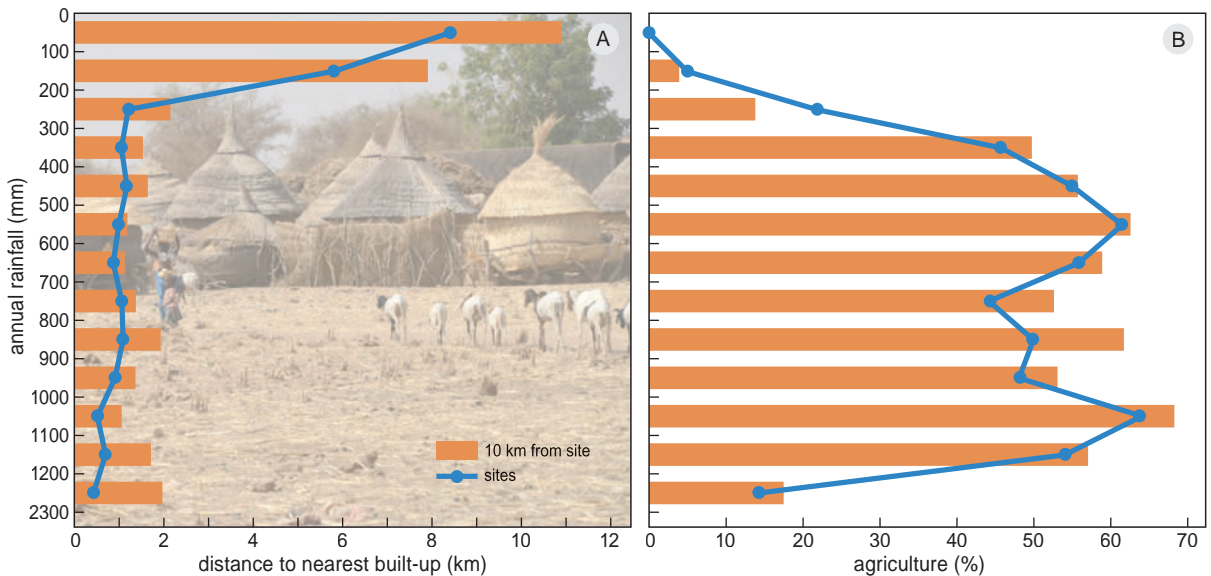 A
B
0
100
200
300
400
500
600
700
800
900
1000
1100
1200
2300
annual rainfall (mm)
10 km from site
sites
0 2 4 6 8 10 12
distance to nearest built-up (km)
0 10 20 30 40 50 60 70
agriculture (%)